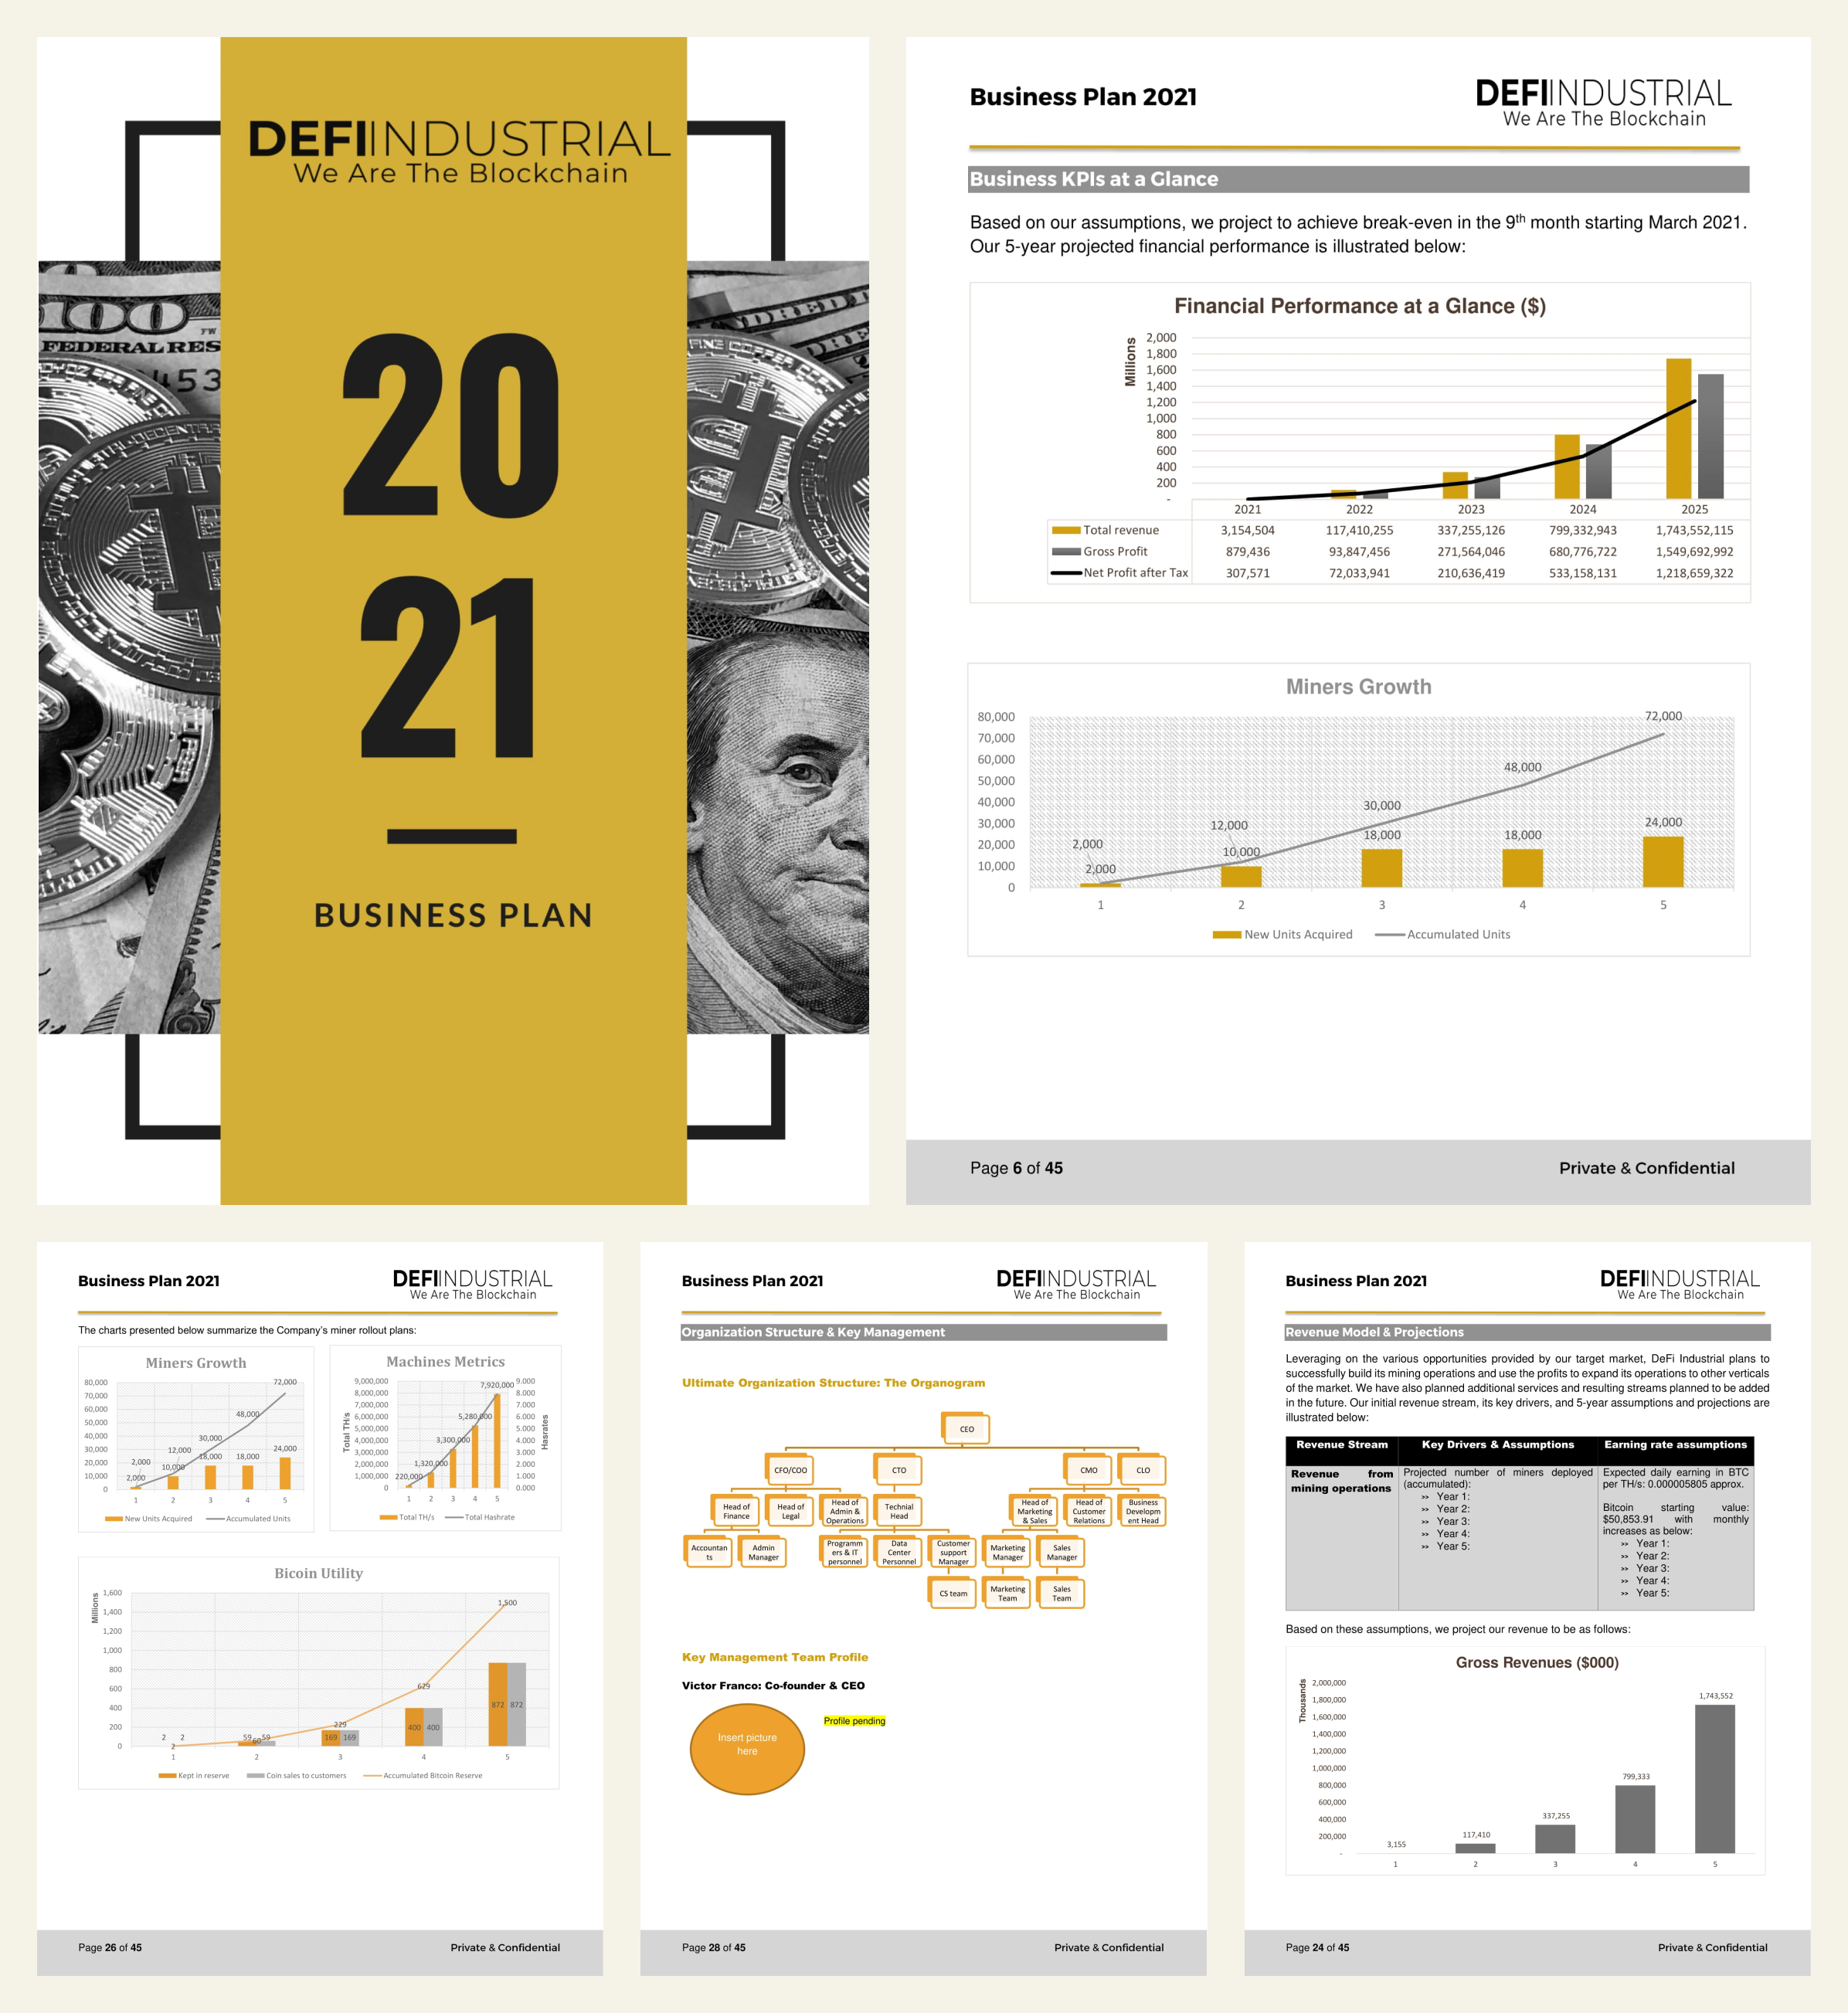 DEFIINDUSTRIAL
We Are The Blockchain
100
FEDERAL RES
20
21
BUSINESS PLAN
Business Plan 2021
DEFIINDUSTRIAL
We Are The Blockchain
Business KPIs at a Glance
Based on our assumptions, we project to achieve break-even in the 9th month starting March 2021.
Our 5-year projected financial performance is illustrated below:
Financial Performance at a Glance ($)
Millions
2,000
1,800
1,600
1,400
1,200
1,000
800
600
400
200
-
2021 2022 2023 2024 2025
Total revenue 3,154,504 117,410,255 337,255,126 799,332,943 1,743,552,115
Gross Profit 879,436 93,847,456 271,564,046 680,776,722 1,549,692,992
Net Profit after Tax 307,571 72,033,941 210,636,419 533,158,131 1,218,659,322
Miners Growth
80,000
70,000
60,000
50,000
40,000
30,000
20,000
10,000
0
2,000 12,000 30,000 48,000 72,000
2,000 10,000 18,000 18,000 24,000
1 2 3 4 5
New Units Acquired Accumulated Units
Page 6 of 45 Private & Confidential
Business Plan 2021
DEFIINDUSTRIAL
We Are The Blockchain
The charts presented below summarize the Company's miner rollout plans:
Miners Growth
80,000
70,000
60,000
50,000
40,000
30,000
20,000
10,000
0
2,000 12,000 30,000 48,000 72,000
2,000 10,000 18,000 18,000 24,000
1 2 3 4 5
New Units Acquired Accumulated Units
Machines Metrics
Total TH/s
9,000,000
8,000,000
7,000,000
6,000,000
5,000,000
4,000,000
3,000,000
2,000,000
1,000,000
0
220,000 1,320,000 3,300,000 5,280,000 7,920,000
9.000
8.000
7.000
6.000
5.000
4.000
3.000
2.000
1.000
0.000
Hasrates
1 2 3 4 5
Total TH/s Total Hashrate
Bicoin Utility
Millions
1,600
1,400
1,200
1,000
800
600
400
200
0
2 2 2
59 60 59
229 169 169
629 400 400
1,500 872 872
1 2 3 4 5
Kept in reserve Coin sales to customers Accumulated Bitcoin Reserve
Page 26 of 45 Private & Confidential
Business Plan 2021
DEFIINDUSTRIAL
We Are The Blockchain
Organization Structure & Key Management
Ultimate Organization Structure: The Organogram
CEO
CFO/COO
CTO
CMO
CLO
Head of
Finance
Head of
Legal
Head of
Admin &
Operations
Technial
Head
Head of
Marketing
& Sales
Head of
Customer
Relations
Business
Developm
ent Head
Accountan
ts
Admin
Manager
Programm
ers & IT
personnel
Data
Center
Personnel
Customer
support
Manager
Marketing
Manager
Sales
Manager
CS team
Marketing
Team
Sales
Team
Key Management Team Profile
Victor Franco: Co-founder & CEO
Insert picture
here
Profile pending
Page 28 of 45 Private & Confidential
Business Plan 2021
DEFIINDUSTRIAL
We Are The Blockchain
Revenue Model & Projections
Leveraging on the various opportunities provided by our target market, DeFi Industrial plans to
successfully build its mining operations and use the profits to expand its operations to other verticals
of the market. We have also planned additional services and resulting streams planned to be added
in the future. Our initial revenue stream, its key drivers, and 5-year assumptions and projections are
illustrated below:
Revenue Stream Key Drivers & Assumptions Earning rate assumptions
Revenue from
mining operations
Projected number of miners deployed
(accumulated):
>> Year 1:
>> Year 2:
>> Year 3:
>> Year 4:
>> Year 5:
Expected daily earning in BTC
per TH/s: 0.000005805 approx.
Bitcoin starting value:
$50,853.91 with monthly
increases as below:
>> Year 1:
>> Year 2:
>> Year 3:
>> Year 4:
>> Year 5:
Based on these assumptions, we project our revenue to be as follows:
Gross Revenues ($000)
Thousands
2,000,000
1,800,000
1,600,000
1,400,000
1,200,000
1,000,000
800,000
600,000
400,000
200,000
-
3,155 117,410 337,255 799,333 1,743,552
1 2 3 4 5
Page 24 of 45 Private & Confidential